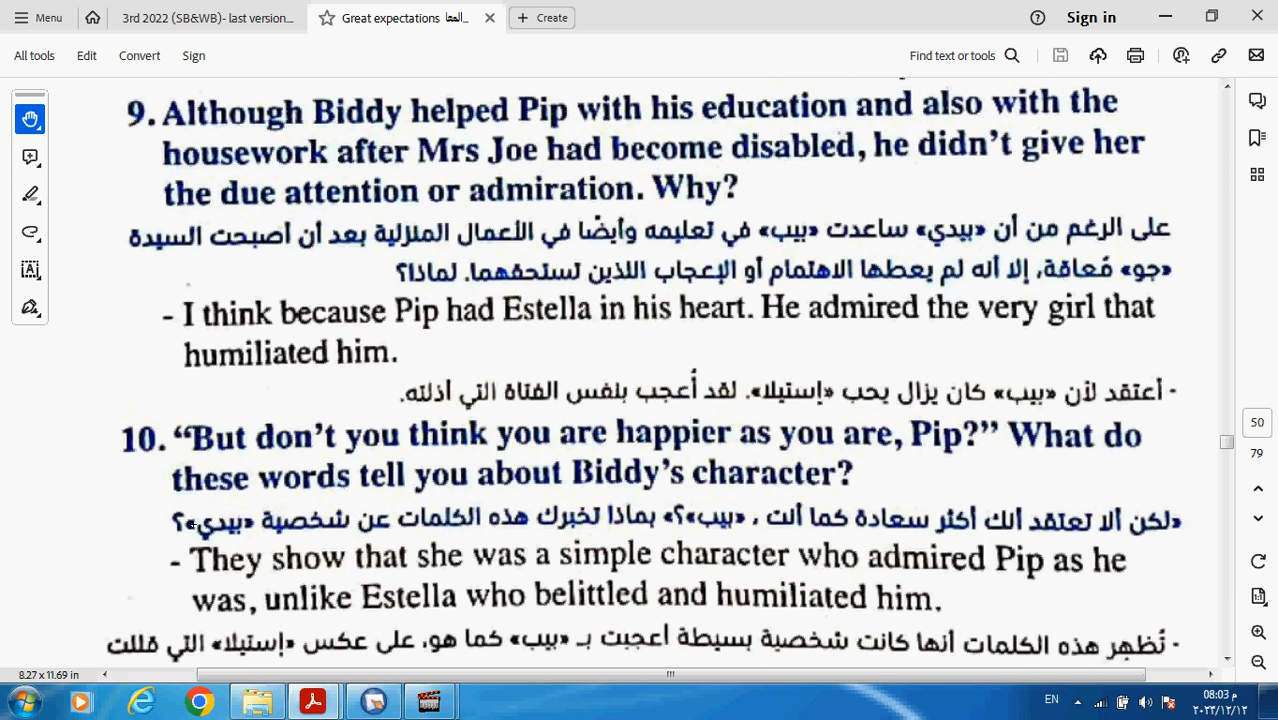 Menu
3rd 2022 (SB&WB)- last version...
Great expectations
Create
Sign in
All tools
Edit
Convert
Sign
Find text or tools
9. Although Biddy helped Pip with his education and also with the
housework after Mrs Joe had become disabled, he didn't give her
the due attention or admiration. Why?
على الرغم من أن «بيدي» ساعدت «بيب» في تعليمه وأيضًا في الأعمال المنزلية بعد أن أصبحت السيدة
«جو» مُعاقة، إلا أنه لم يعطها الاهتمام أو الإعجاب اللذين تستحقهما. لماذا؟
- I think because Pip had Estella in his heart. He admired the very girl that
humiliated him.
- أعتقد لأن «بيب» كان يزال يحب «إستيلا». لقد أُعجب بنفس الفتاة التي أذلته.
10. "But don't you think you are happier as you are, Pip?" What do
these words tell you about Biddy's character?
«لكن ألا تعتقد أنك أكثر سعادة كما أنت ، «بيب»؟» بماذا تخبرك هذه الكلمات عن شخصية «بيدي»؟
- They show that she was a simple character who admired Pip as he
was, unlike Estella who belittled and humiliated him.
- تُظهِر هذه الكلمات أنها كانت شخصية بسيطة أعجبت بـ «بيب» كما هو، على عكس «إستيلا» التي قللت
50
79
8.27 x 11.69 in
EN
08:03 م
٢٠٢٣/١٢/١٢